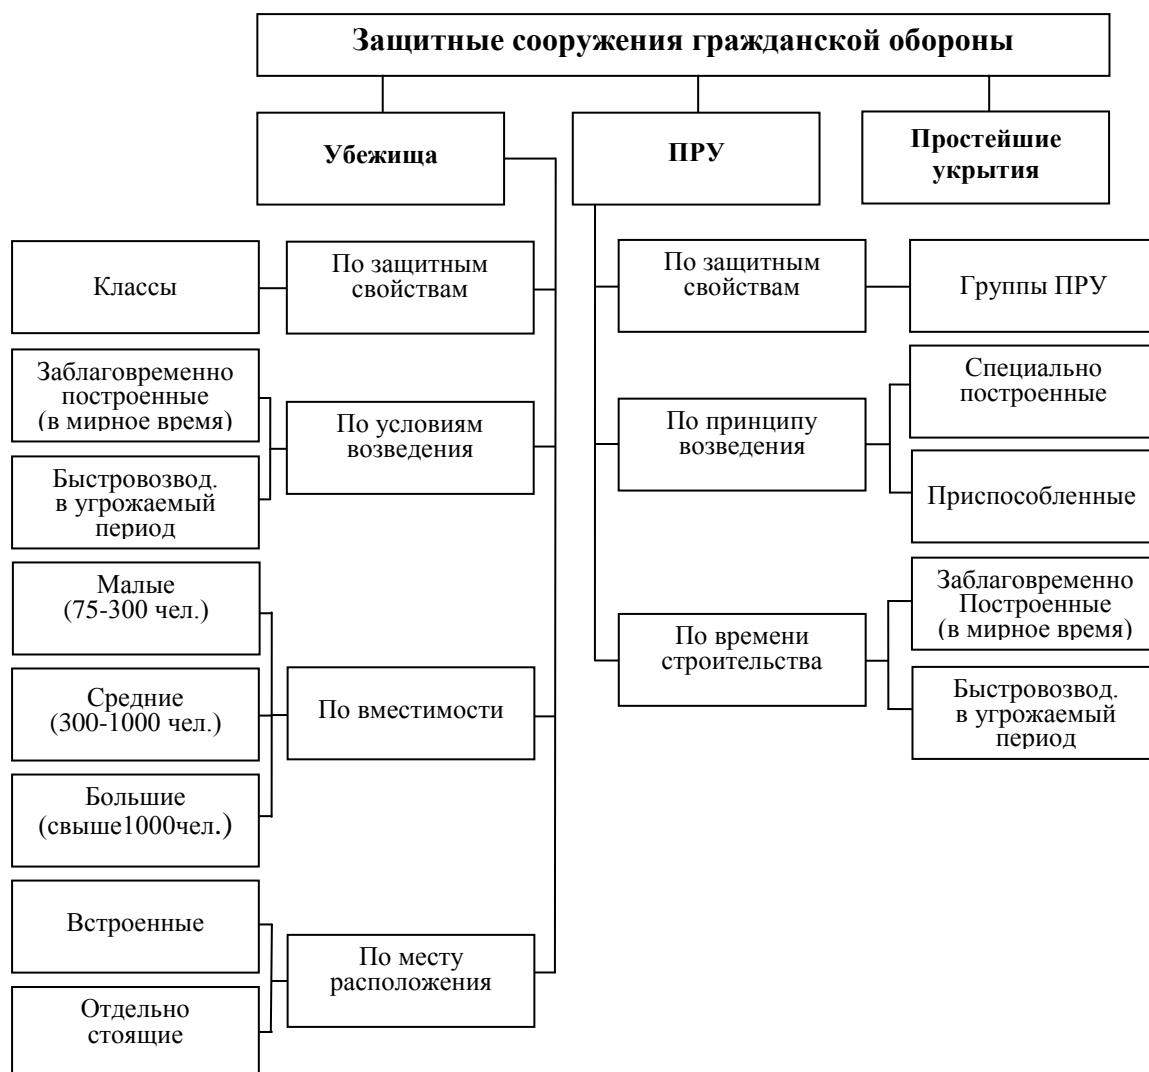 Защитные сооружения гражданской обороны
Убежища
ПРУ
Простейшие
укрытия
Классы
По защитным
свойствам
По защитным
свойствам
Группы ПРУ
Заблаговременно
построенные
(в мирное время)
Быстровозвод.
в угрожаемый
период
По условиям
возведения
По принципу
возведения
Специально
построенные
Приспособленные
Малые
(75-300 чел.)
Средние
(300-1000 чел.)
Большие
(свыше1000чел.)
По вместимости
По времени
строительства
Заблаговременно
Построенные
(в мирное время)
Быстровозвод.
в угрожаемый
период
Встроенные
Отдельно
стоящие
По месту
расположения